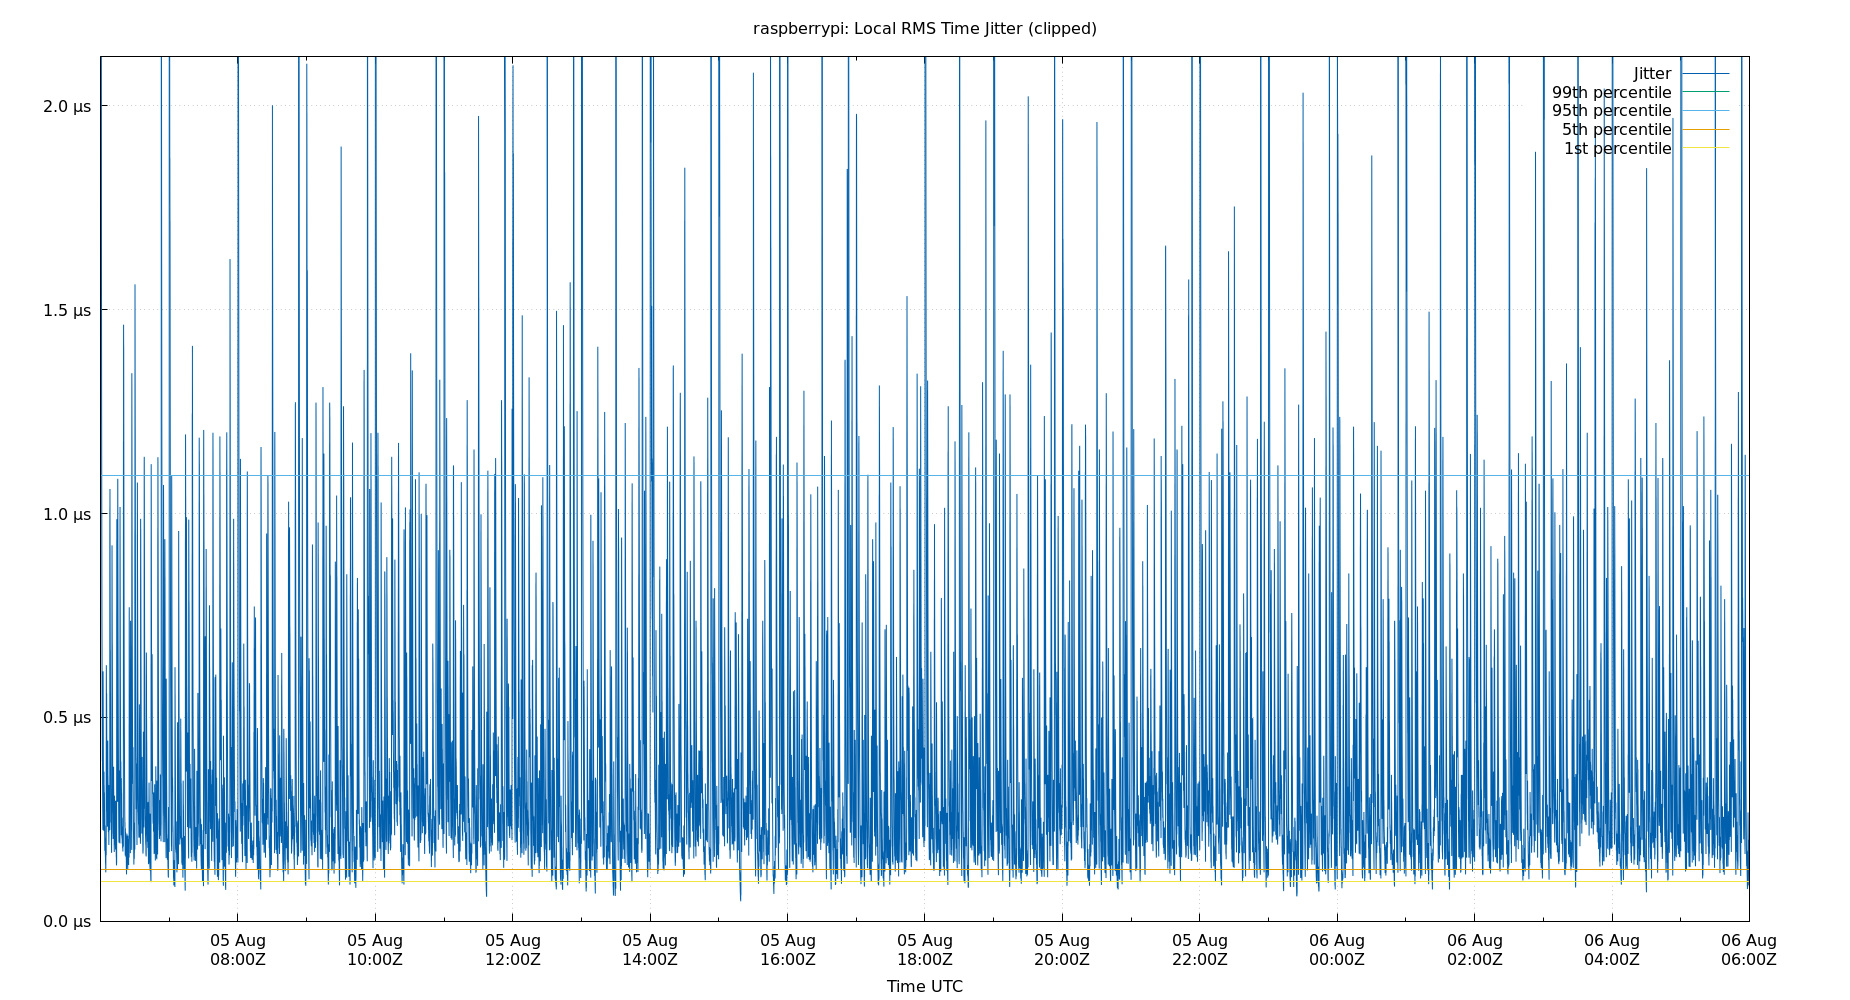 raspberrypi: Local RMS Time Jitter (clipped)
Jitter
99th percentile
95th percentile
5th percentile
1st percentile
2.0 µs
1.5 µs
1.0 µs
0.5 µs
0.0 µs
05 Aug 05 Aug 05 Aug 05 Aug 05 Aug 05 Aug 05 Aug 05 Aug 06 Aug 06 Aug 06 Aug 06 Aug
08:00Z 10:00Z 12:00Z 14:00Z 16:00Z 18:00Z 20:00Z 22:00Z 00:00Z 02:00Z 04:00Z 06:00Z
Time UTC